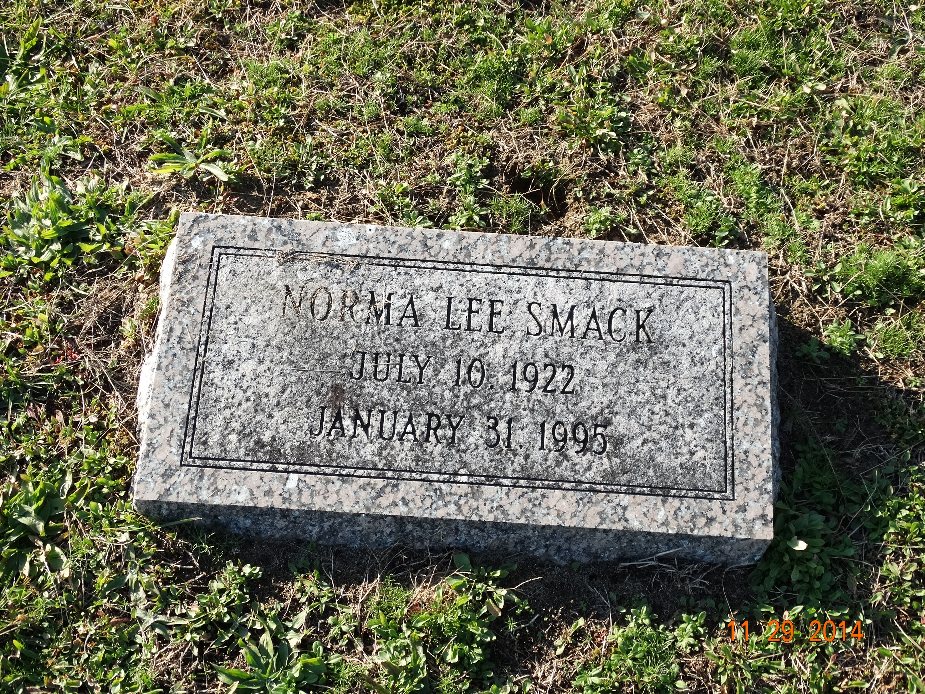 NORMA LEE SMACK
JULY 10. 1922
JANUARY 31. 1995
11 29 2014